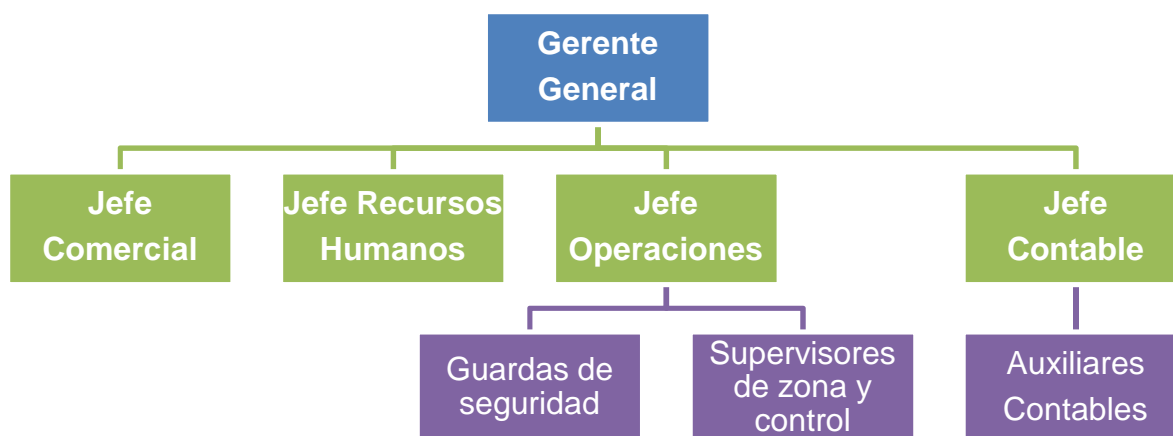 Gerente
General
Jefe
Comercial
Jefe Recursos
Humanos
Jefe
Operaciones
Jefe
Contable
Guardas de
seguridad
Supervisores
de zona y
control
Auxiliares
Contables